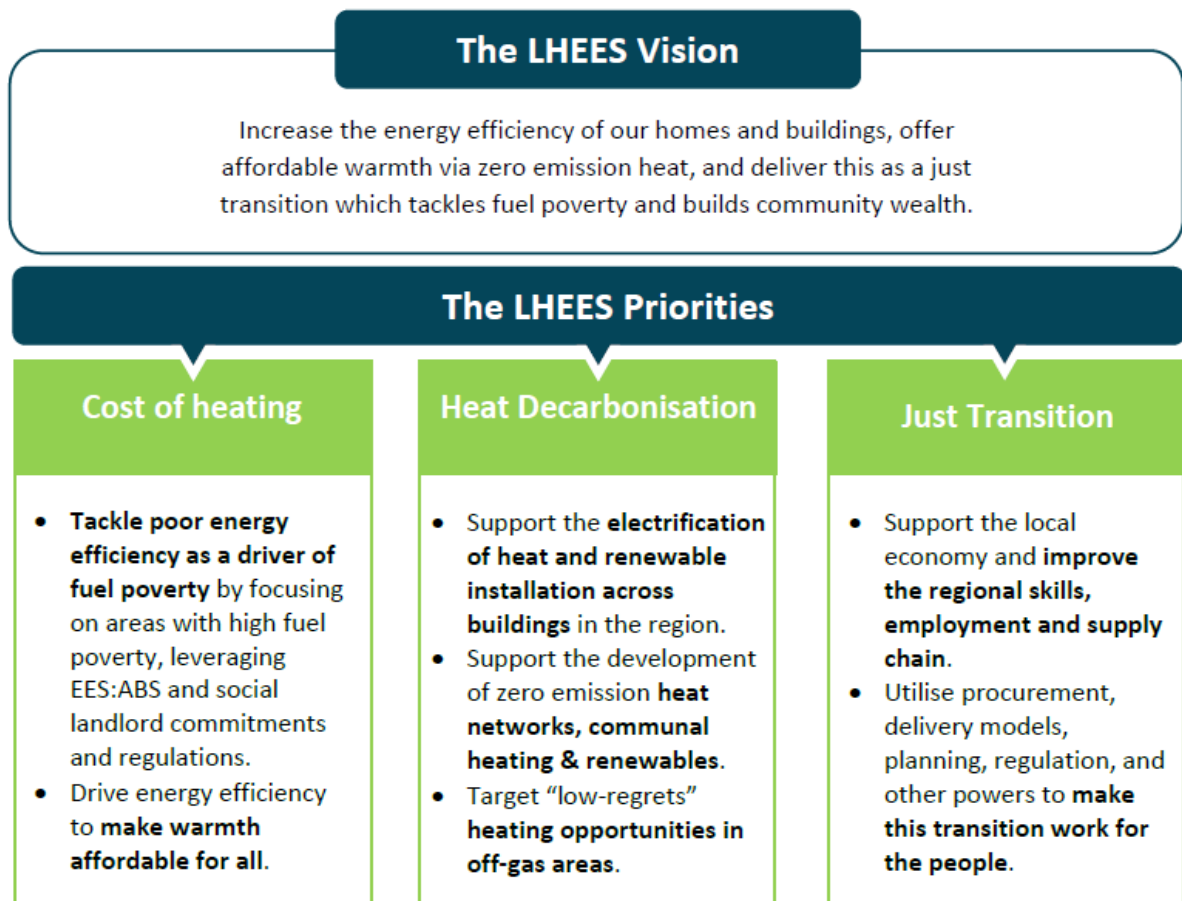 The LHEES Vision
Increase the energy efficiency of our homes and buildings, offer
affordable warmth via zero emission heat, and deliver this as a just
transition which tackles fuel poverty and builds community wealth.
The LHEES Priorities
Cost of heating
• Tackle poor energy
efficiency as a driver of
fuel poverty by focusing
on areas with high fuel
poverty, leveraging
EES:ABS and social
landlord commitments
and regulations.
• Drive energy efficiency
to make warmth
affordable for all.
Heat Decarbonisation
• Support the electrification
of heat and renewable
installation across
buildings in the region.
• Support the development
of zero emission heat
networks, communal
heating & renewables.
• Target “low-regrets”
heating opportunities in
off-gas areas.
Just Transition
• Support the local
economy and improve
the regional skills,
employment and supply
chain.
• Utilise procurement,
delivery models,
planning, regulation, and
other powers to make
this transition work for
the people.